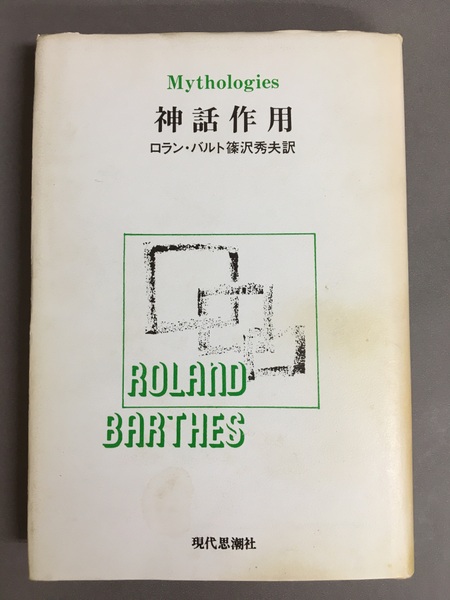 Mythologies
神話作用
ロラン・バルト篠沢秀夫訳
ROLAND
BARTHES
現代思潮社